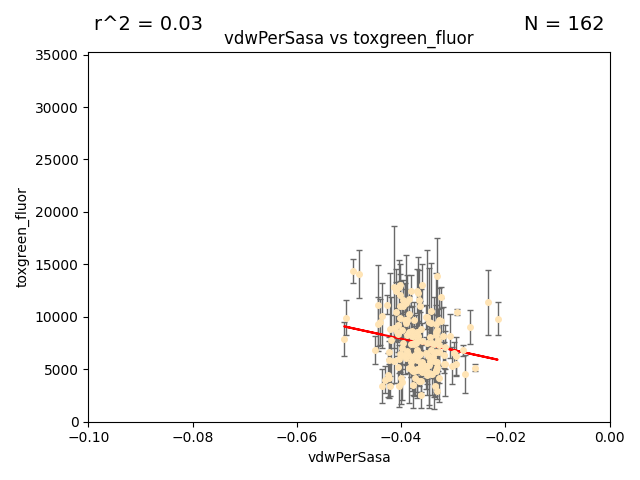 r^2 = 0.03
N = 162
vdwPerSasa vs toxgreen_fluor
35000
30000
25000
20000
15000
10000
5000
0
toxgreen_fluor
−0.10
−0.08
−0.06
−0.04
−0.02
0.00
vdwPerSasa